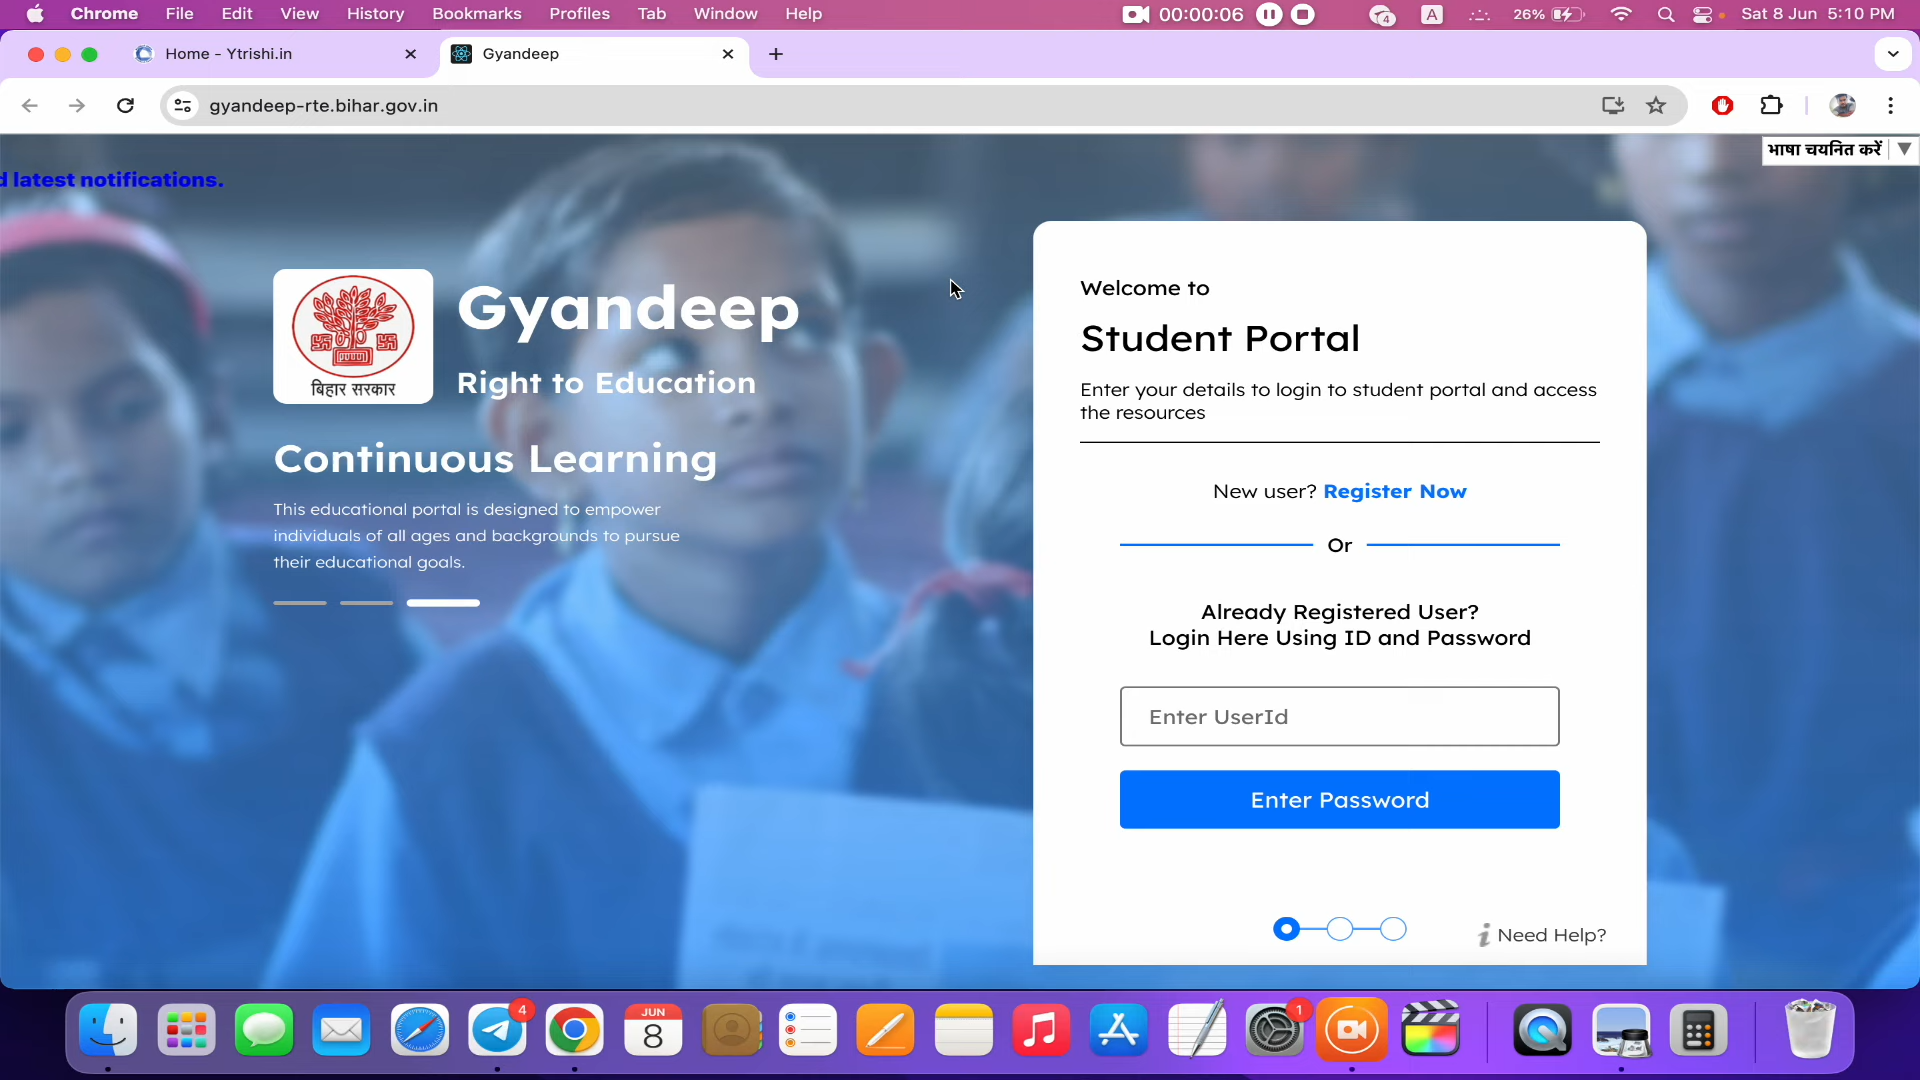 Chrome File Edit View History Bookmarks Profiles Tab Window Help 00:00:06 4 A 26% Sat 8 Jun 5:10 PM
Home - Ytrishi.in Gyandeep
gyandeep-rte.bihar.gov.in
भाषा चयनित करें
d latest notifications.
बिहार सरकार
Gyandeep
Right to Education
Continuous Learning
This educational portal is designed to empower
individuals of all ages and backgrounds to pursue
their educational goals.
Welcome to
Student Portal
Enter your details to login to student portal and access
the resources
New user? Register Now
Or
Already Registered User?
Login Here Using ID and Password
Enter UserId
Enter Password
Need Help?
4
JUN
8
1